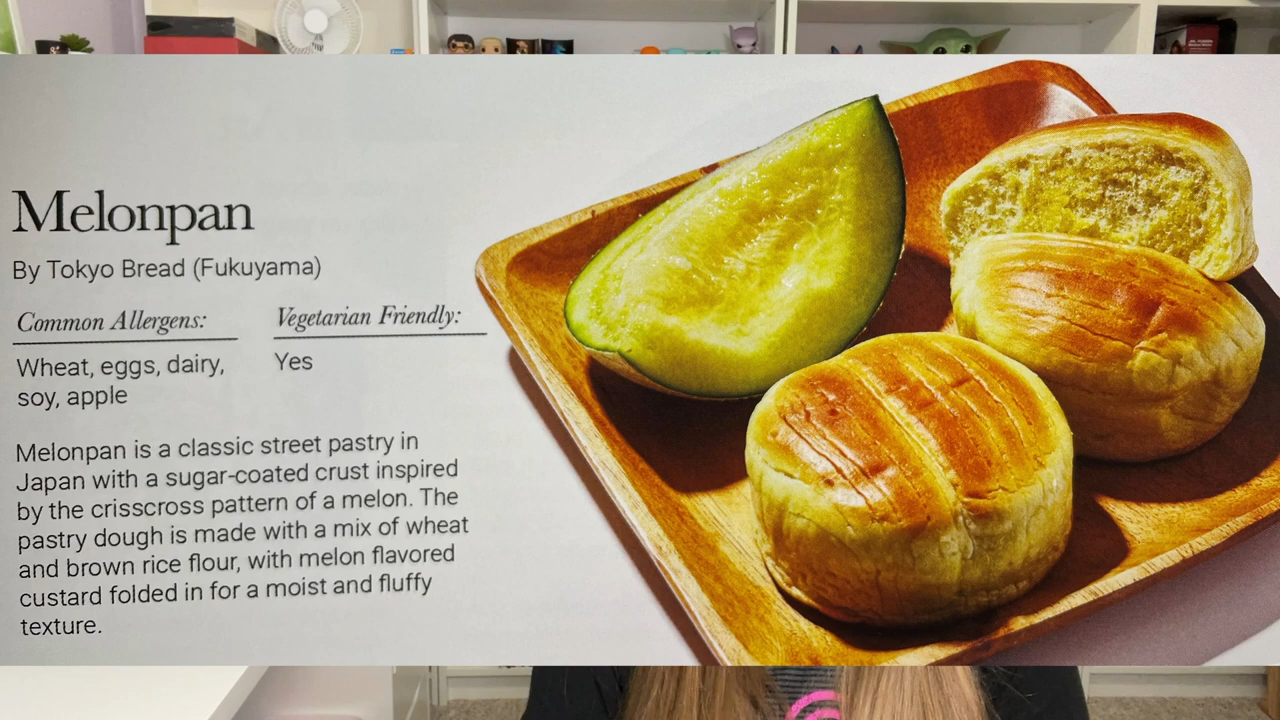 Melonpan
By Tokyo Bread (Fukuyama)
Common Allergens:
Wheat, eggs, dairy,
soy, apple
Vegetarian Friendly:
Yes
Melonpan is a classic street pastry in
Japan with a sugar-coated crust inspired
by the crisscross pattern of a melon. The
pastry dough is made with a mix of wheat
and brown rice flour, with melon flavored
custard folded in for a moist and fluffy
texture.